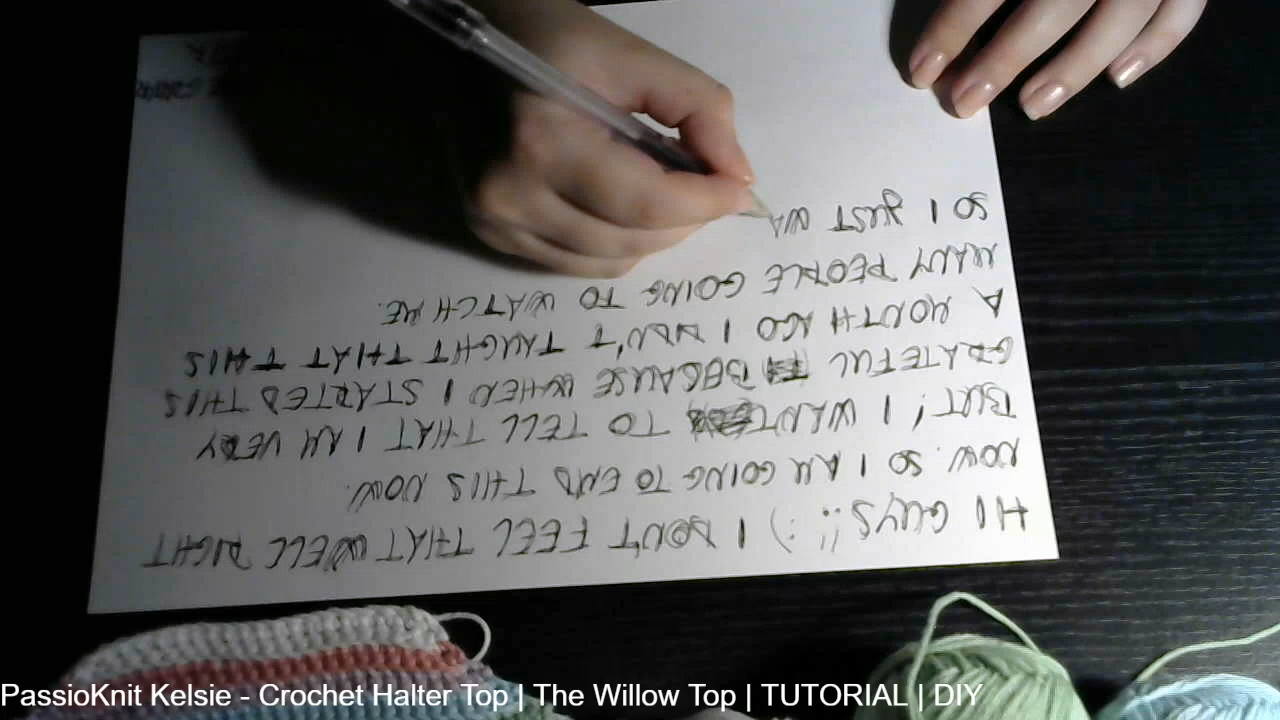 HI GUYS!! :) I DON'T FEEL THAT WELL RIGHT
NOW. SO I AM GOING TO END THIS NOW.
BUT, I WANT TO TELL THAT I AM VERY
GRATEFUL BECAUSE WHEN I STARTED THIS
A MONTH AGO I DIDN'T TAUGHT THAT THIS
MANY PEOPLE GOING TO WATCH ME.
SO I JUST WA
PassioKnit Kelsie - Crochet Halter Top | The Willow Top | TUTORIAL | DIY